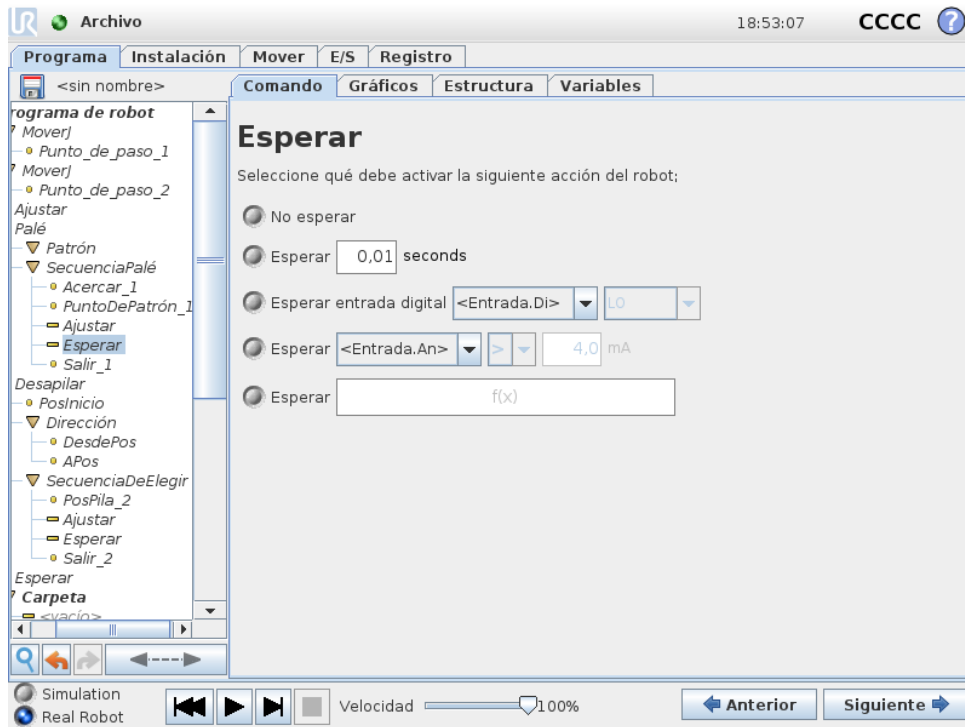 UR Archivo 18:53:07 CCCC ?
Programa Instalación Mover E/S Registro
<sin nombre>
Comando Gráficos Estructura Variables
rograma de robot
MoverJ
Punto_de_paso_1
MoverJ
Punto_de_paso_2
Ajustar
Palé
Patrón
SecuenciaPalé
Acercar_1
PuntoDePatrón_1
Ajustar
Esperar
Salir_1
Desapilar
PosInicio
Dirección
DesdePos
APos
SecuenciaDeElegir
PosPila_2
Ajustar
Esperar
Salir_2
Esperar
Carpeta
<vacío>
Esperar
Seleccione qué debe activar la siguiente acción del robot;
No esperar
Esperar 0,01 seconds
Esperar entrada digital <Entrada.Di> LO
Esperar <Entrada.An> > 4,0 mA
Esperar f(x)
Simulation
Real Robot
Velocidad 100%
Anterior Siguiente